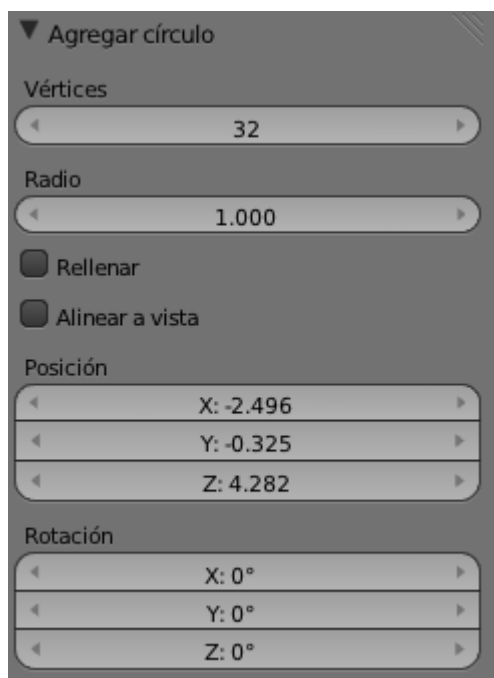 Agregar círculo
Vértices
32
Radio
1.000
Rellenar
Alinear a vista
Posición
X: -2.496
Y: -0.325
Z: 4.282
Rotación
X: 0°
Y: 0°
Z: 0°